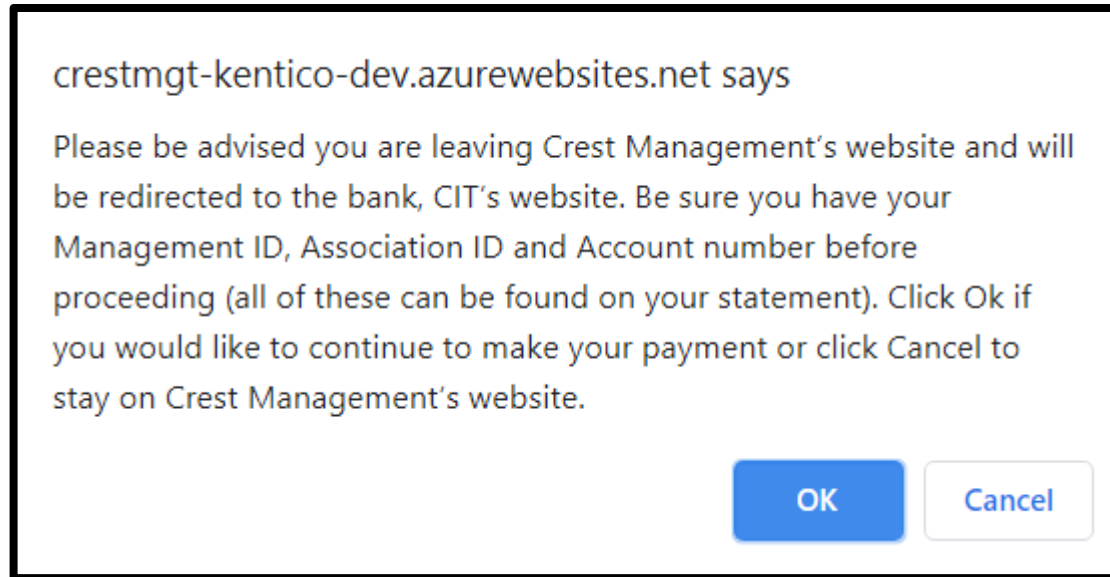 crestmgt-kentico-dev.azurewebsites.net says
Please be advised you are leaving Crest Management’s website and will
be redirected to the bank, CIT’s website. Be sure you have your
Management ID, Association ID and Account number before
proceeding (all of these can be found on your statement). Click Ok if
you would like to continue to make your payment or click Cancel to
stay on Crest Management’s website.
OK Cancel